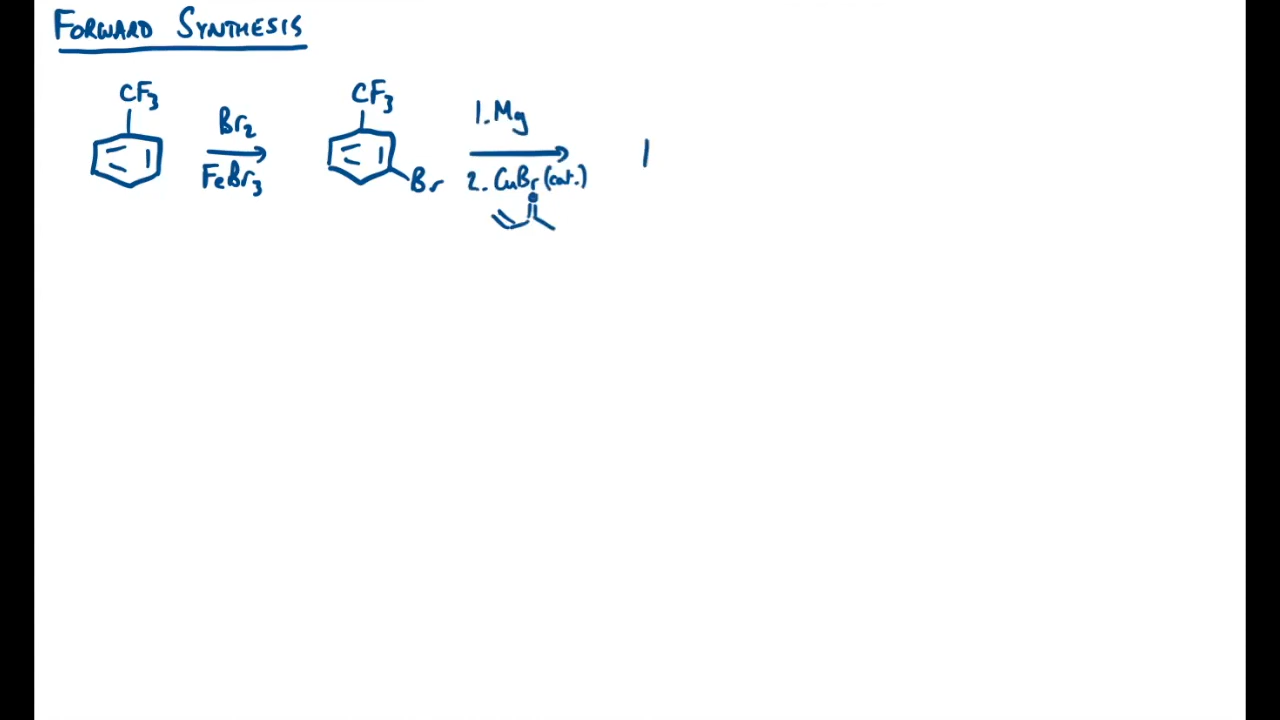 FORWARD SYNTHESIS
CF₃ CF₃
Br₂ 1. Mg
FeBr₃ Br 2. CuBr (cat.)
O